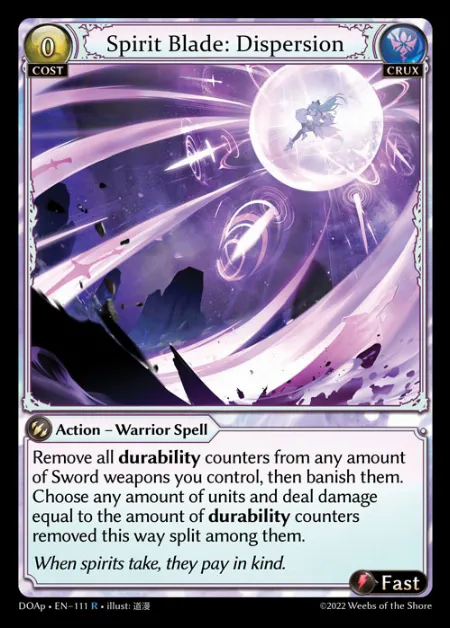 0
Spirit Blade: Dispersion
COST
CRUX
Action – Warrior Spell
Remove all durability counters from any amount
of Sword weapons you control, then banish them.
Choose any amount of units and deal damage
equal to the amount of durability counters
removed this way split among them.
When spirits take, they pay in kind.
Fast
DOAp • EN–111 R • illust: 道漫
©2022 Weebs of the Shore